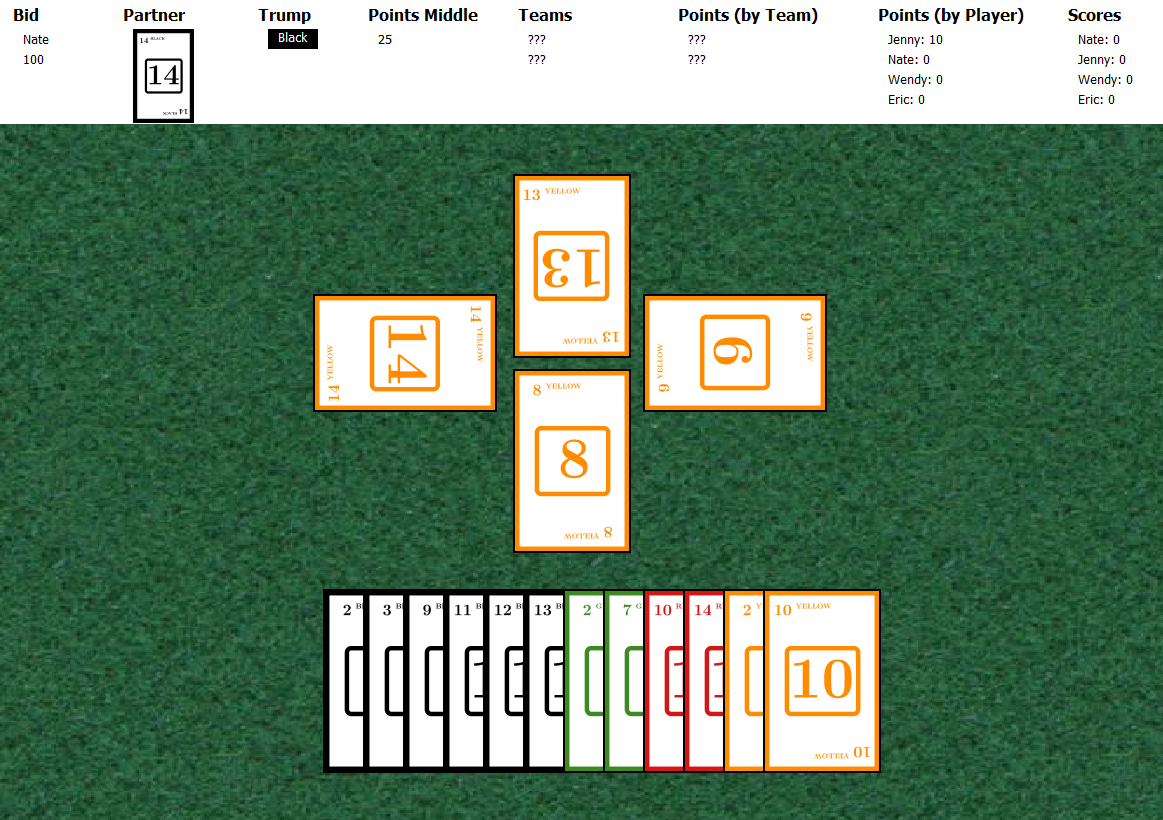 Bid Partner Trump Points Middle Teams Points (by Team) Points (by Player) Scores
Nate 14 BLACK Black 25 ??? ??? Jenny: 10 Nate: 0
100 14 ??? ??? Nate: 0 Jenny: 0
Wendy: 0 Wendy: 0
14 BLACK Eric: 0 Eric: 0
13 YELLOW
13
13 YELLOW
14 YELLOW
14
14 YELLOW
6 YELLOW
6
6 YELLOW
8 YELLOW
8
8 YELLOW
2 B 3 B 9 B 11 B 12 B 13 B 2 G 7 G 10 R 14 R 2 Y 10 YELLOW
10
10 YELLOW